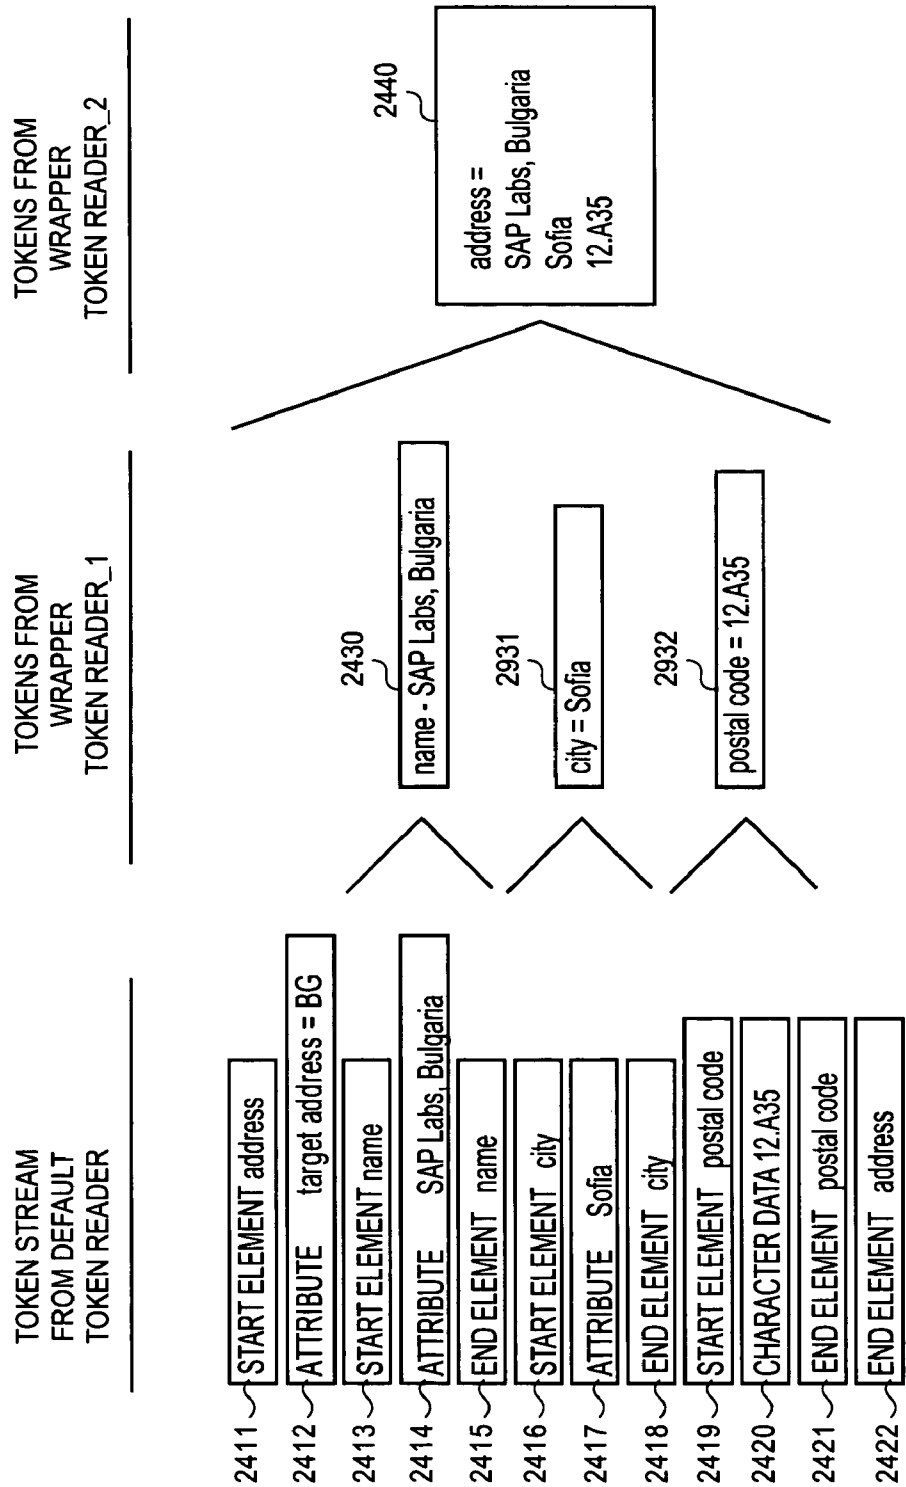 TOKEN STREAM
FROM DEFAULT
TOKEN READER
2411 START ELEMENT address
2412 ATTRIBUTE target address = BG
2413 START ELEMENT name
2414 ATTRIBUTE SAP Labs, Bulgaria
2415 END ELEMENT name
2416 START ELEMENT city
2417 ATTRIBUTE Sofia
2418 END ELEMENT city
2419 START ELEMENT postal code
2420 CHARACTER DATA 12.A35
2421 END ELEMENT postal code
2422 END ELEMENT address
TOKENS FROM
WRAPPER
TOKEN READER_1
2430
name - SAP Labs, Bulgaria
2931
city = Sofia
2932
postal code = 12.A35
TOKENS FROM
WRAPPER
TOKEN READER_2
2440
address =
SAP Labs, Bulgaria
Sofia
12.A35